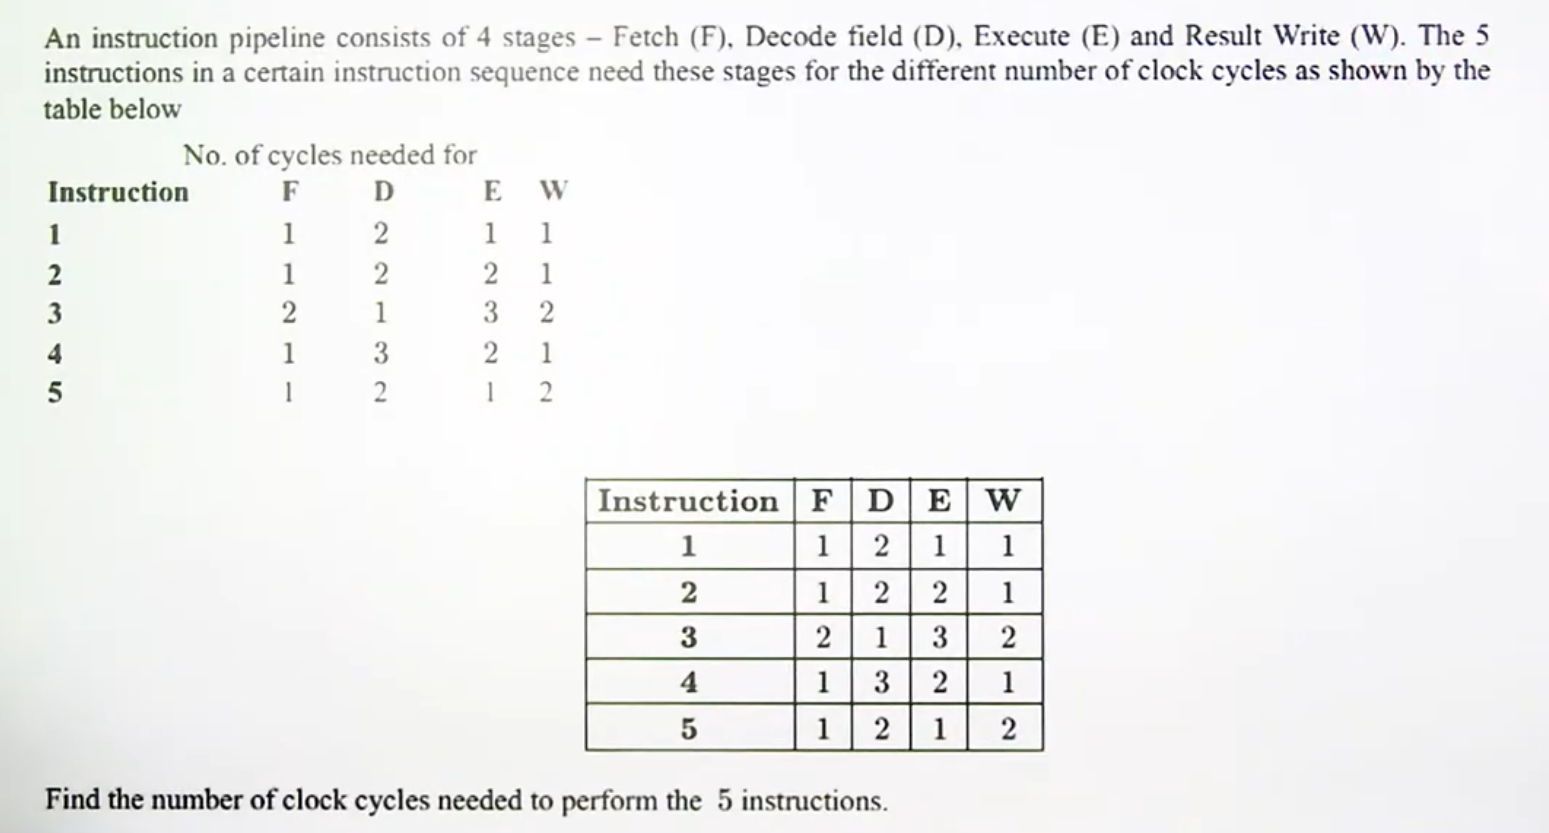 An instruction pipeline consists of 4 stages – Fetch (F), Decode field (D), Execute (E) and Result Write (W). The 5
instructions in a certain instruction sequence need these stages for the different number of clock cycles as shown by the
table below
No. of cycles needed for
Instruction F D E W
1 1 2 1 1
2 1 2 2 1
3 2 1 3 2
4 1 3 2 1
5 1 2 1 2
Instruction F D E W
1 1 2 1 1
2 1 2 2 1
3 2 1 3 2
4 1 3 2 1
5 1 2 1 2
Find the number of clock cycles needed to perform the 5 instructions.